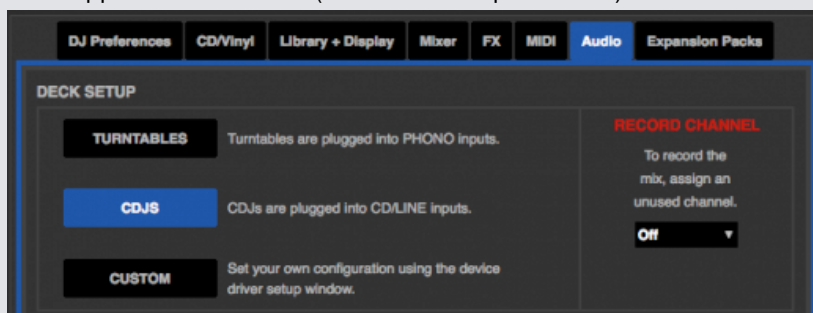 DJ Preferences CD/Vinyl Library + Display Mixer FX MIDI Audio Expansion Packs
DECK SETUP
TURNTABLES Turntables are plugged into PHONO inputs.
CDJS CDJs are plugged into CD/LINE inputs.
CUSTOM Set your own configuration using the device
driver setup window.
RECORD CHANNEL
To record the
mix, assign an
unused channel.
Off